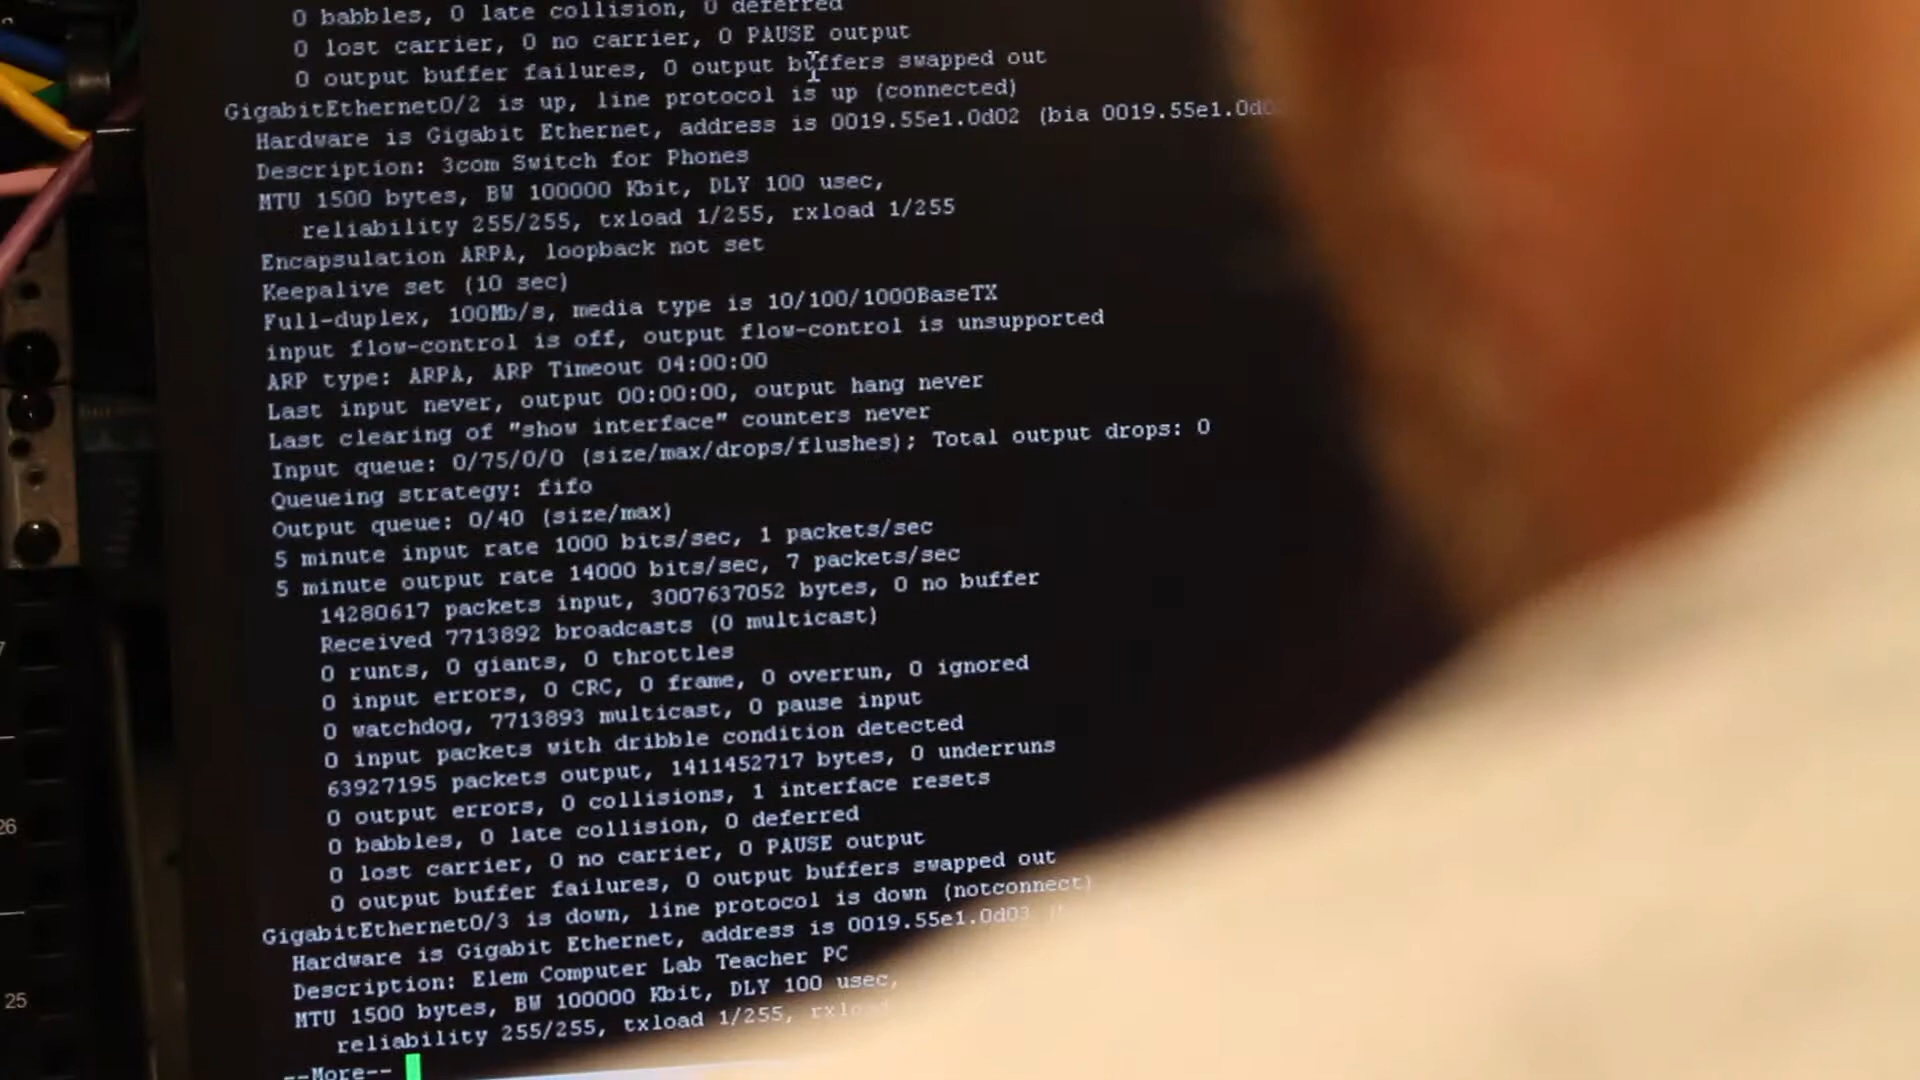 0 babbles, 0 late collision, 0 deferred
0 lost carrier, 0 no carrier, 0 PAUSE output
0 output buffer failures, 0 output buffers swapped out
GigabitEthernet0/2 is up, line protocol is up (connected)
Hardware is Gigabit Ethernet, address is 0019.55e1.0d02 (bia 0019.55e1.0d0
Description: 3com Switch for Phones
MTU 1500 bytes, BW 100000 Kbit, DLY 100 usec,
reliability 255/255, txload 1/255, rxload 1/255
Encapsulation ARPA, loopback not set
Keepalive set (10 sec)
Full-duplex, 100Mb/s, media type is 10/100/1000BaseTX
input flow-control is off, output flow-control is unsupported
ARP type: ARPA, ARP Timeout 04:00:00
Last input never, output 00:00:00, output hang never
Last clearing of "show interface" counters never
Input queue: 0/75/0/0 (size/max/drops/flushes); Total output drops: 0
Queueing strategy: fifo
Output queue: 0/40 (size/max)
5 minute input rate 1000 bits/sec, 1 packets/sec
5 minute output rate 14000 bits/sec, 7 packets/sec
14280617 packets input, 3007637052 bytes, 0 no buffer
Received 7713892 broadcasts (0 multicast)
0 runts, 0 giants, 0 throttles
0 input errors, 0 CRC, 0 frame, 0 overrun, 0 ignored
0 watchdog, 7713893 multicast, 0 pause input
0 input packets with dribble condition detected
63927195 packets output, 1411452717 bytes, 0 underruns
0 output errors, 0 collisions, 1 interface resets
0 babbles, 0 late collision, 0 deferred
0 lost carrier, 0 no carrier, 0 PAUSE output
0 output buffer failures, 0 output buffers swapped out
GigabitEthernet0/3 is down, line protocol is down (notconnect)
Hardware is Gigabit Ethernet, address is 0019.55e1.0d03
Description: Elem Computer Lab Teacher PC
MTU 1500 bytes, BW 100000 Kbit, DLY 100 usec,
reliability 255/255, txload 1/255,
--More--
26
25